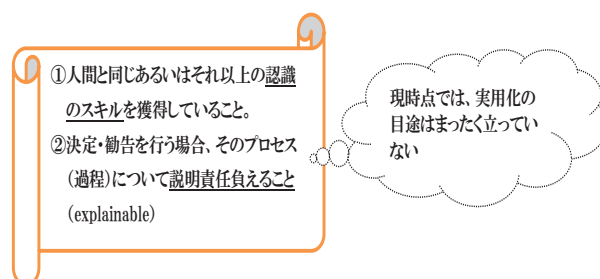 ①人間と同じあるいはそれ以上の認識
のスキルを獲得していること。
②決定・勧告を行う場合、そのプロセス
（過程）について説明責任負えること
（explainable）
現時点では、実用化の
目途はまったく立ってい
ない